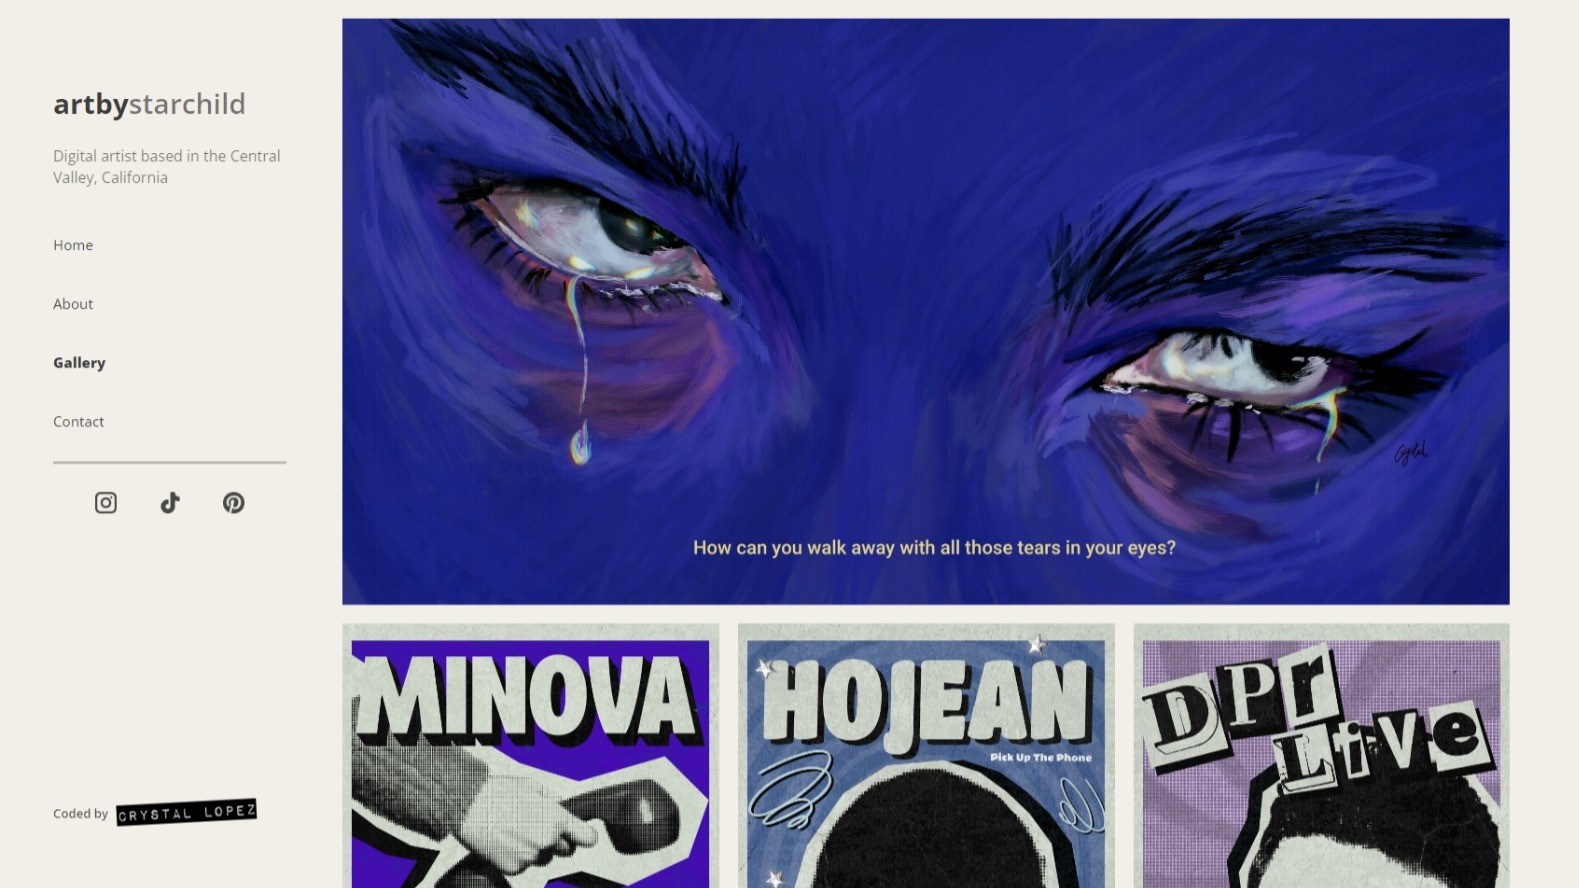 artbystarchild
Digital artist based in the Central
Valley, California
Home
About
Gallery
Contact
Coded by CRYSTAL LOPEZ
Crystal
How can you walk away with all those tears in your eyes?
MINOVA
HOJEAN
Pick Up The Phone
DPr
LiVe